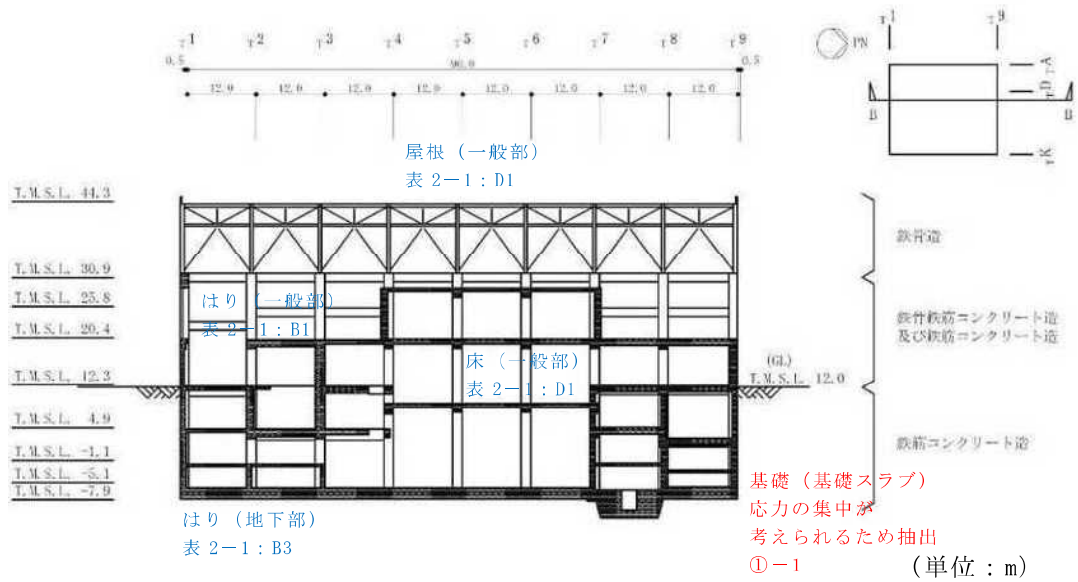 T1 T2 T3 T4 T5 T6 T7 T8 T9
0.5 0.5
12.0 12.0 12.0 12.0 12.0 12.0 12.0 12.0
PN
T1 T9
TA
TD
B B
TK
屋根（一般部）
表 2－1：D1
T.M.S.L. 44.3
T.M.S.L. 30.9
T.M.S.L. 25.8
T.M.S.L. 20.4
T.M.S.L. 12.3
T.M.S.L. 4.9
T.M.S.L. -1.1
T.M.S.L. -5.1
T.M.S.L. -7.9
はり（一般部）
表 2－1：B1
床（一般部）
表 2－1：D1
(GL)
T.M.S.L. 12.0
鉄骨造
鉄骨鉄筋コンクリート造
及び鉄筋コンクリート造
鉄筋コンクリート造
はり（地下部）
表 2－1：B3
基礎（基礎スラブ）
応力の集中が
考えられるため抽出
①－1
（単位：m）